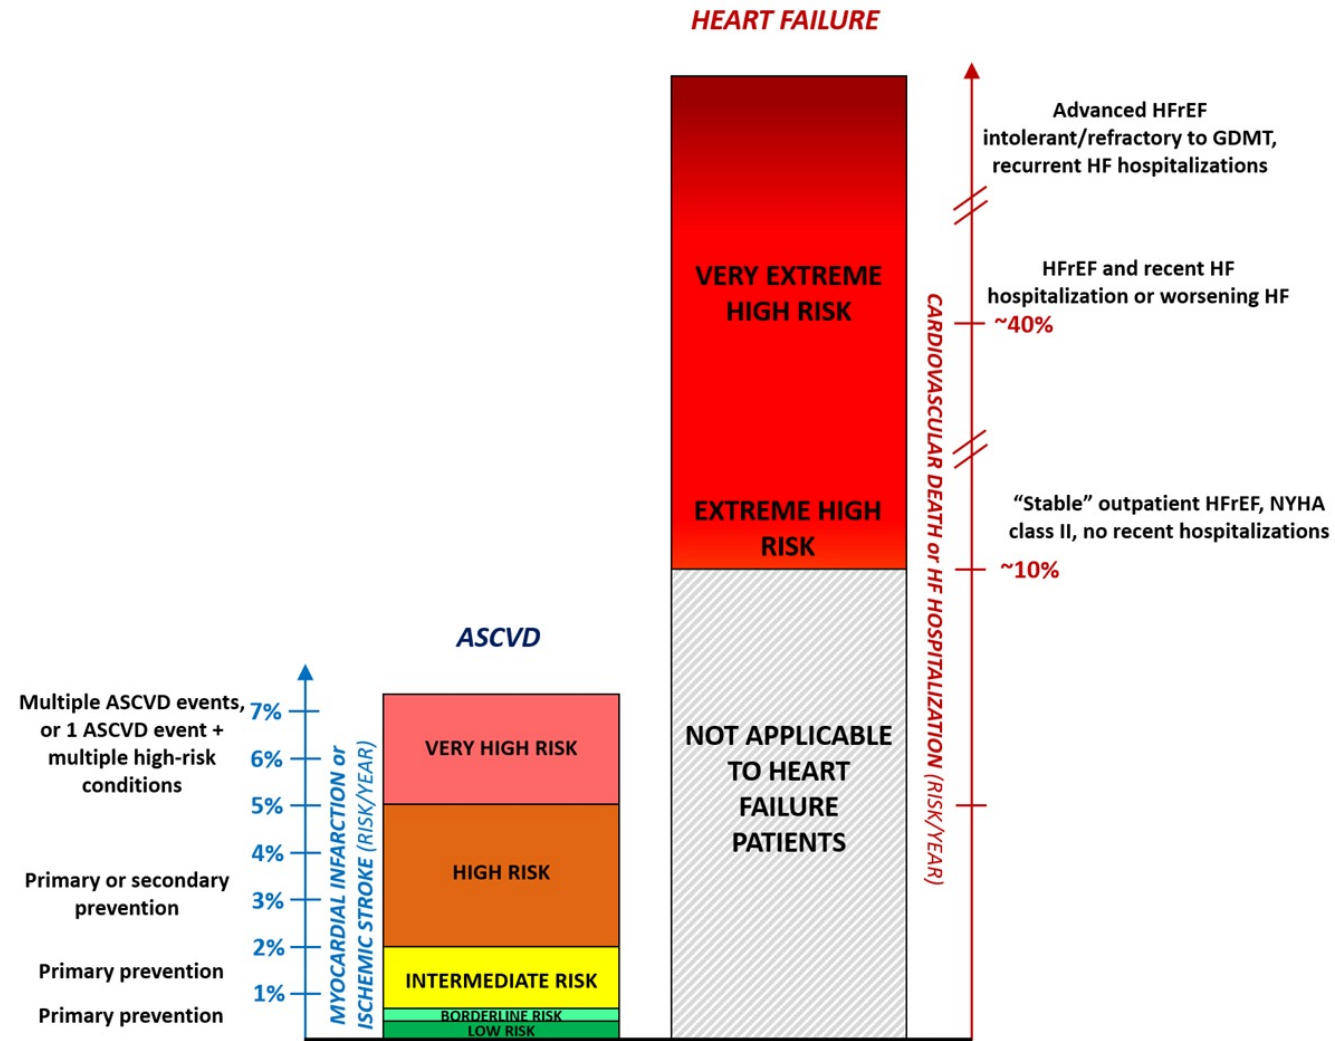 HEART FAILURE
Advanced HFrEF
intolerant/refractory to GDMT,
recurrent HF hospitalizations
VERY EXTREME
HIGH RISK
HFrEF and recent HF
hospitalization or worsening HF
~40%
EXTREME HIGH
RISK
"Stable" outpatient HFrEF, NYHA
class II, no recent hospitalizations
~10%
CARDIOVASCULAR DEATH or HF HOSPITALIZATION (RISK/YEAR)
NOT APPLICABLE
TO HEART
FAILURE
PATIENTS
ASCVD
Multiple ASCVD events,
or 1 ASCVD event +
multiple high-risk
conditions
Primary or secondary
prevention
Primary prevention
Primary prevention
7%
6%
5%
4%
3%
2%
1%
MYOCARDIAL INFARCTION or
ISCHEMIC STROKE (RISK/YEAR)
VERY HIGH RISK
HIGH RISK
INTERMEDIATE RISK
BORDERLINE RISK
LOW RISK